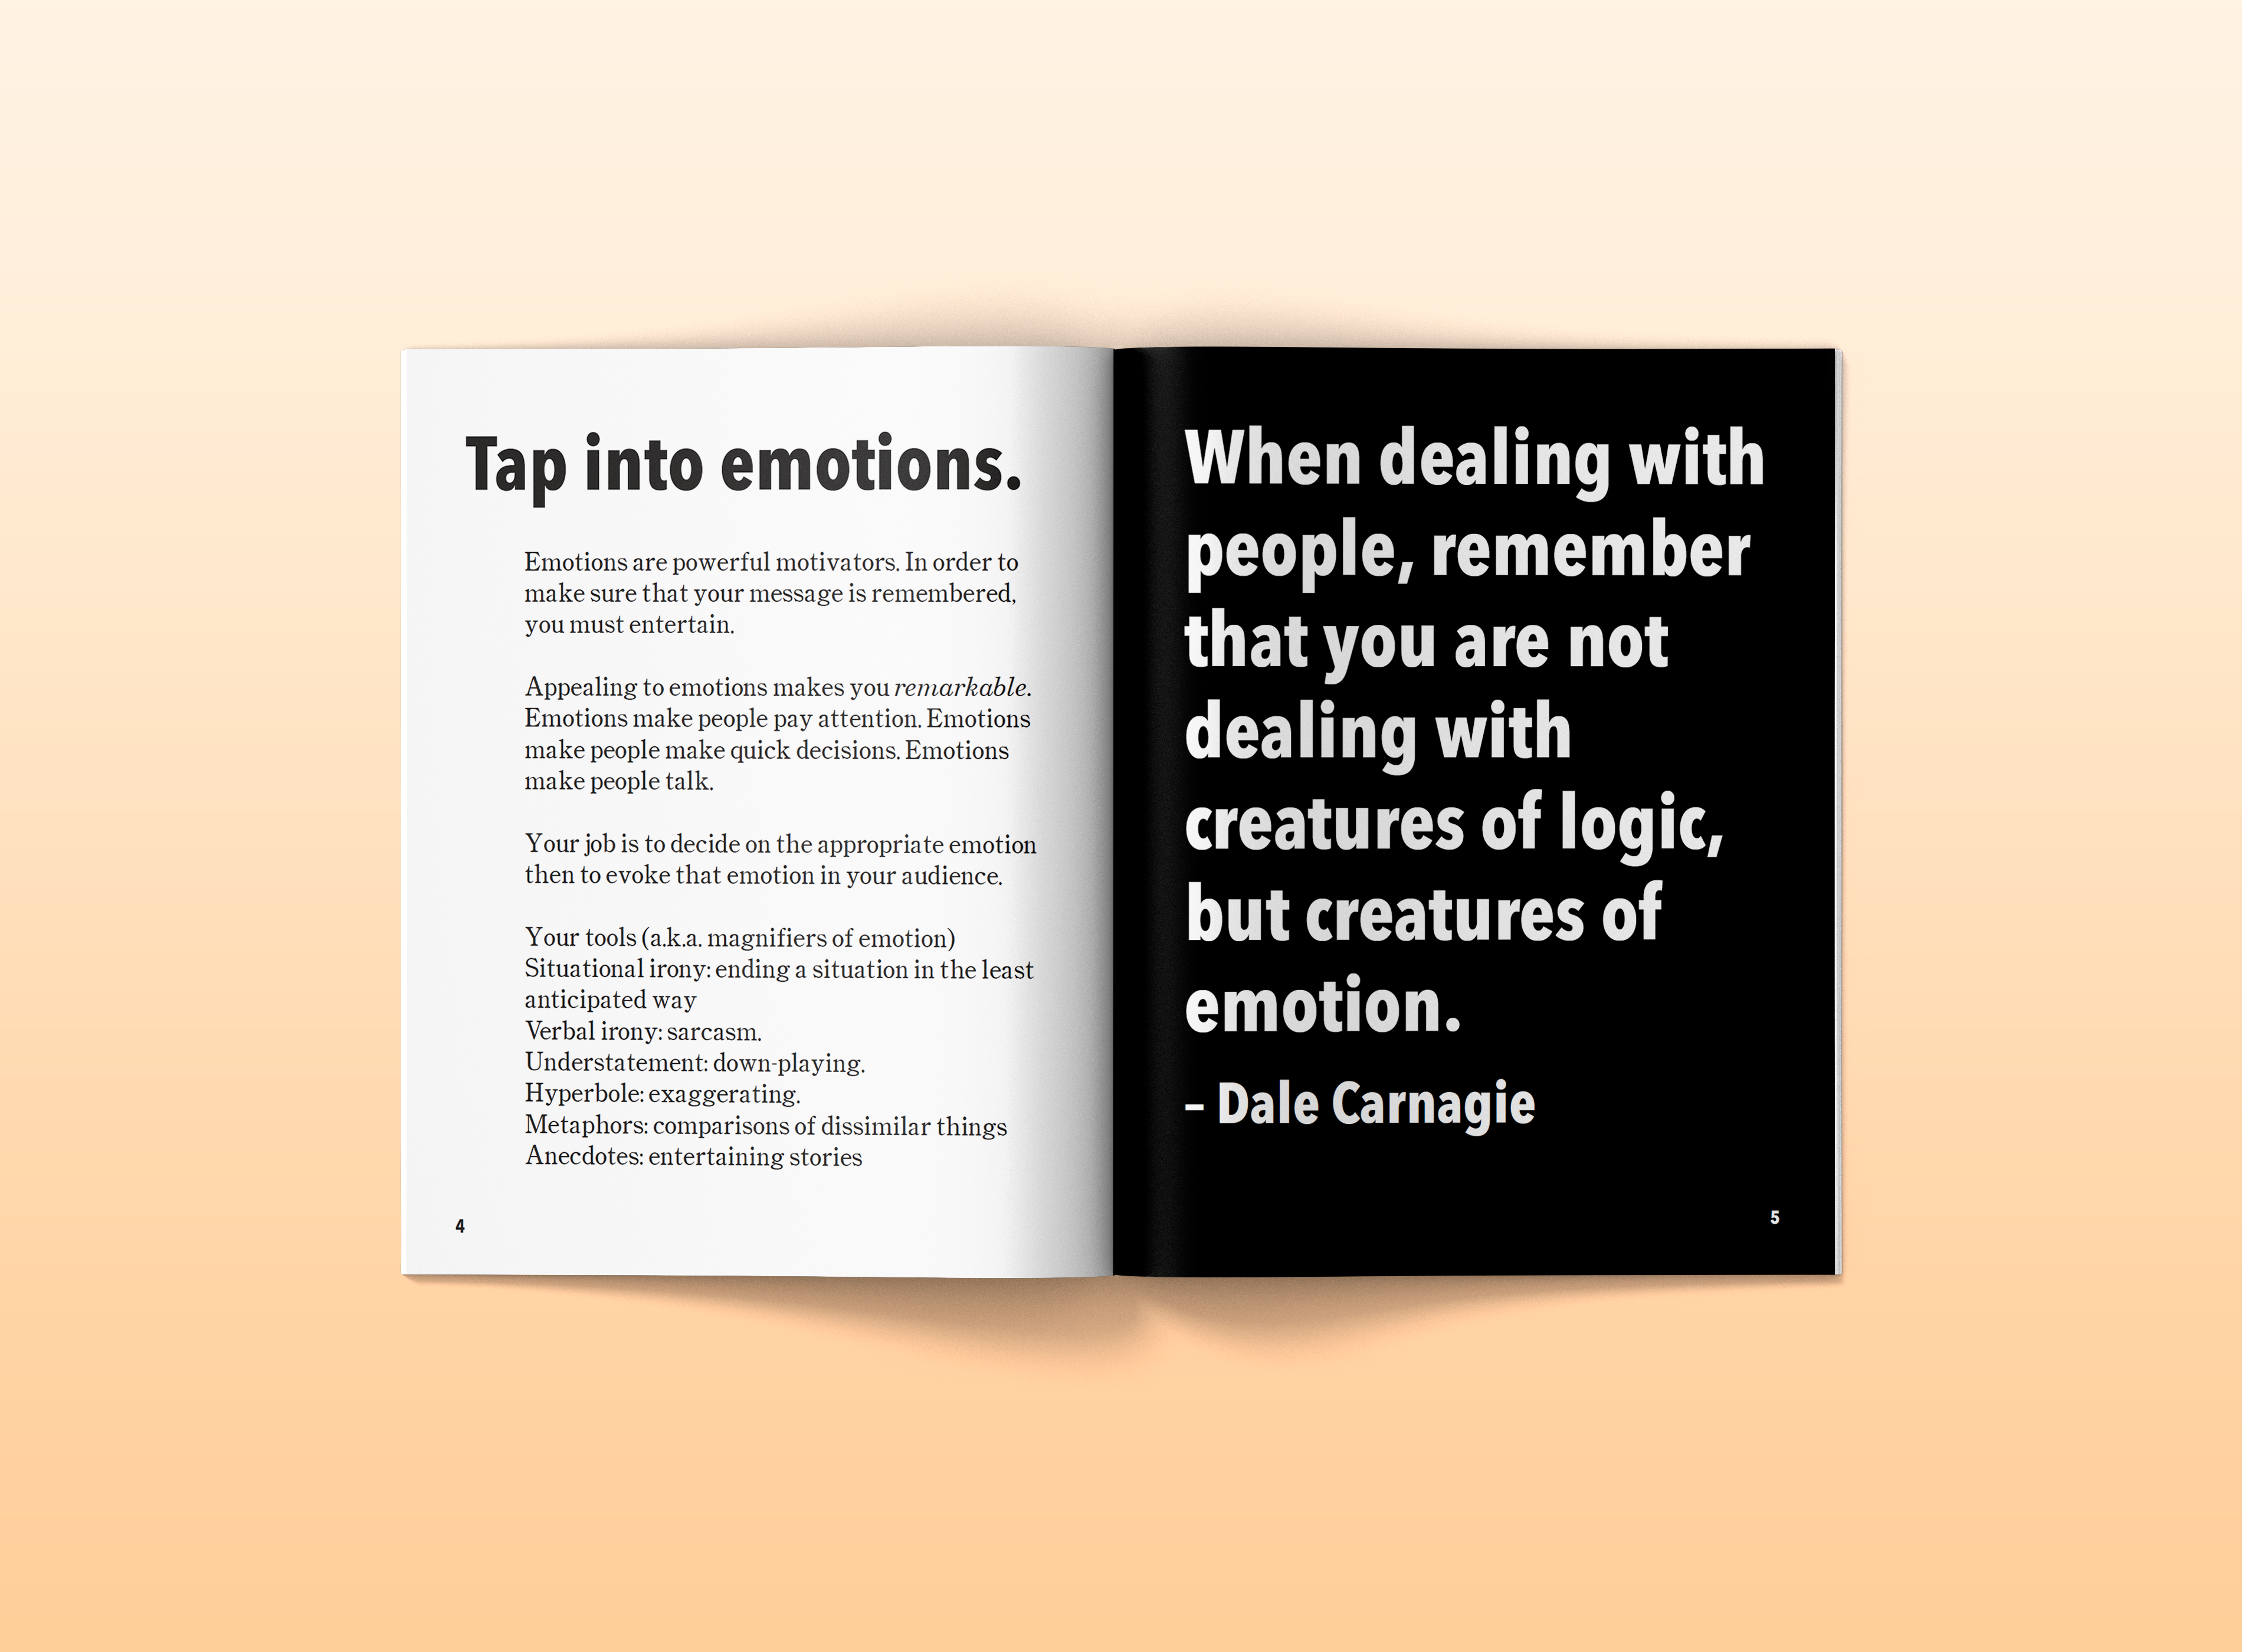 Tap into emotions.
Emotions are powerful motivators. In order to
make sure that your message is remembered,
you must entertain.
Appealing to emotions makes you remarkable.
Emotions make people pay attention. Emotions
make people make quick decisions. Emotions
make people talk.
Your job is to decide on the appropriate emotion
then to evoke that emotion in your audience.
Your tools (a.k.a. magnifiers of emotion)
Situational irony: ending a situation in the least
anticipated way
Verbal irony: sarcasm.
Understatement: down-playing.
Hyperbole: exaggerating.
Metaphors: comparisons of dissimilar things
Anecdotes: entertaining stories
4
When dealing with
people, remember
that you are not
dealing with
creatures of logic,
but creatures of
emotion.
– Dale Carnagie
5